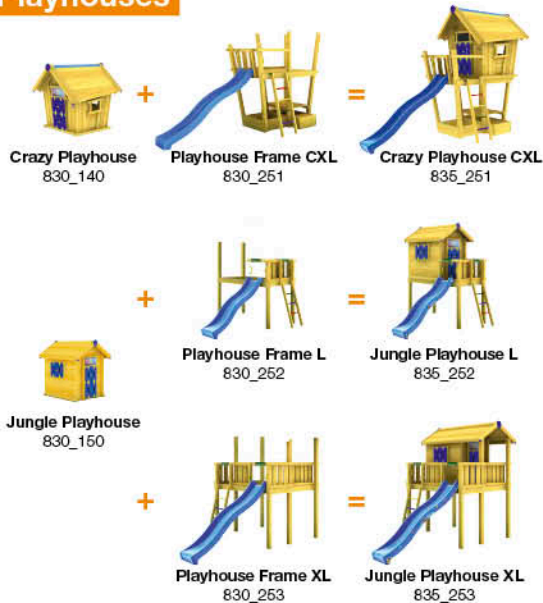 Playhouses
+
=
Crazy Playhouse
830_140
Playhouse Frame CXL
830_251
Crazy Playhouse CXL
835_251
+
=
Playhouse Frame L
830_252
Jungle Playhouse L
835_252
Jungle Playhouse
830_150
+
=
Playhouse Frame XL
830_253
Jungle Playhouse XL
835_253